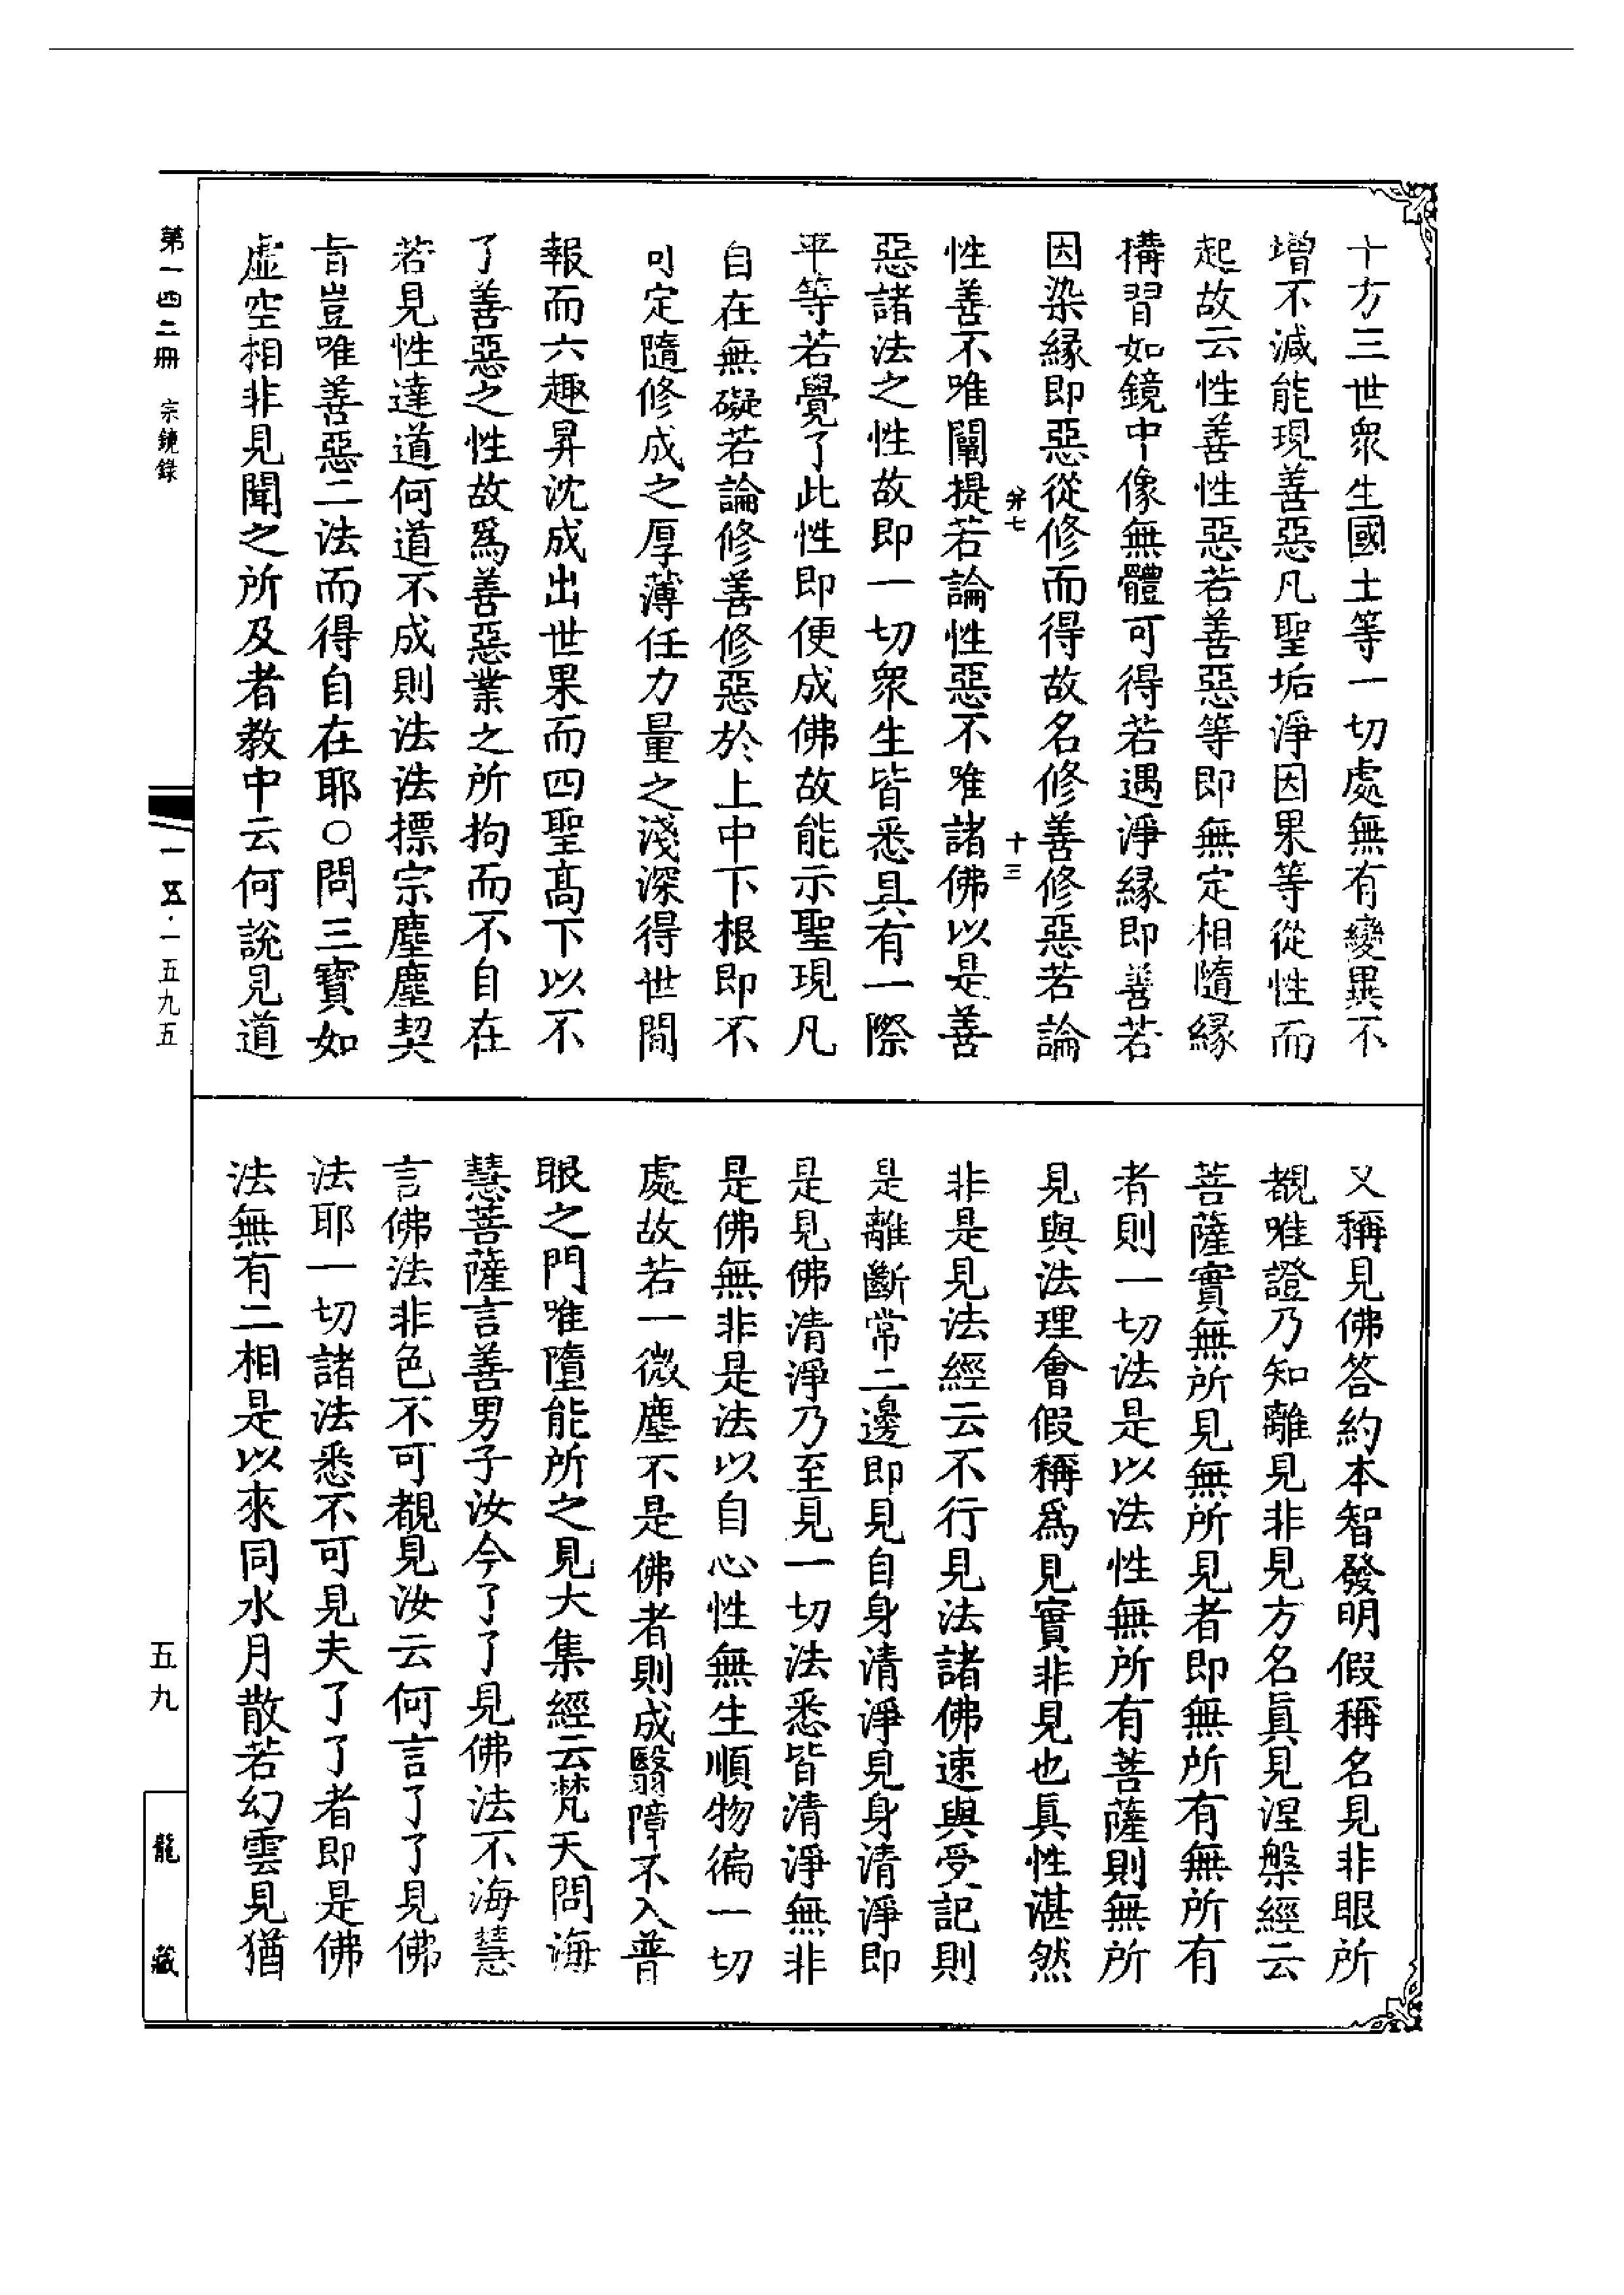 十方三世衆生國土等一切處無有變異不
增不減能現善惡凡聖垢淨因果等從性而
起故云性善性惡若善惡等即無定相隨緣
構習如鏡中像無體可得若遇淨緣即善若
因染緣即惡從修而得故名修善修惡若論
性善不唯闡提若論性惡不唯諸佛以是善
惡諸法之性故即一切衆生皆悉具有一際
平等若覺了此性即便成佛故能示聖現凡
自在無礙若論修善修惡於上中下根即不
可定隨修成之厚薄任力量之淺深得世間
報而六趣昇沈成出世果而四聖高下以不
了善惡之性故爲善惡業之所拘而不自在
若見性達道何道不成則法法摽宗塵塵契
旨豈唯善惡二法而得自在耶○問三寶如
虛空相非見聞之所及者教中云何說見道
十三
又稱見佛答約本智發明假稱名見非眼所
覩唯證乃知離見非見方名眞見涅槃經云
菩薩實無所見無所見者即無所有無所有
者則一切法是以法性無所有菩薩則無所
見與法理會假稱爲見實非見也眞性湛然
非是見法經云不行見法諸佛速與受記則
是離斷常二邊即見自身清淨見身清淨即
是見佛清淨乃至見一切法悉皆清淨無非
是佛無非是法以自心性無生順物徧一切
處故若一微塵不是佛者則成翳障不入普
眼之門唯墮能所之見大集經云梵天問海
慧菩薩言善男子汝今了了見佛法不海慧
言佛法非色不可覩見汝云何言了了見佛
法耶一切諸法悉不可見夫了了者即是佛
法無有二相是以來同水月散若幻雲見猶
第一四二冊 宗鏡錄
一五·一五九五
五九
龍藏